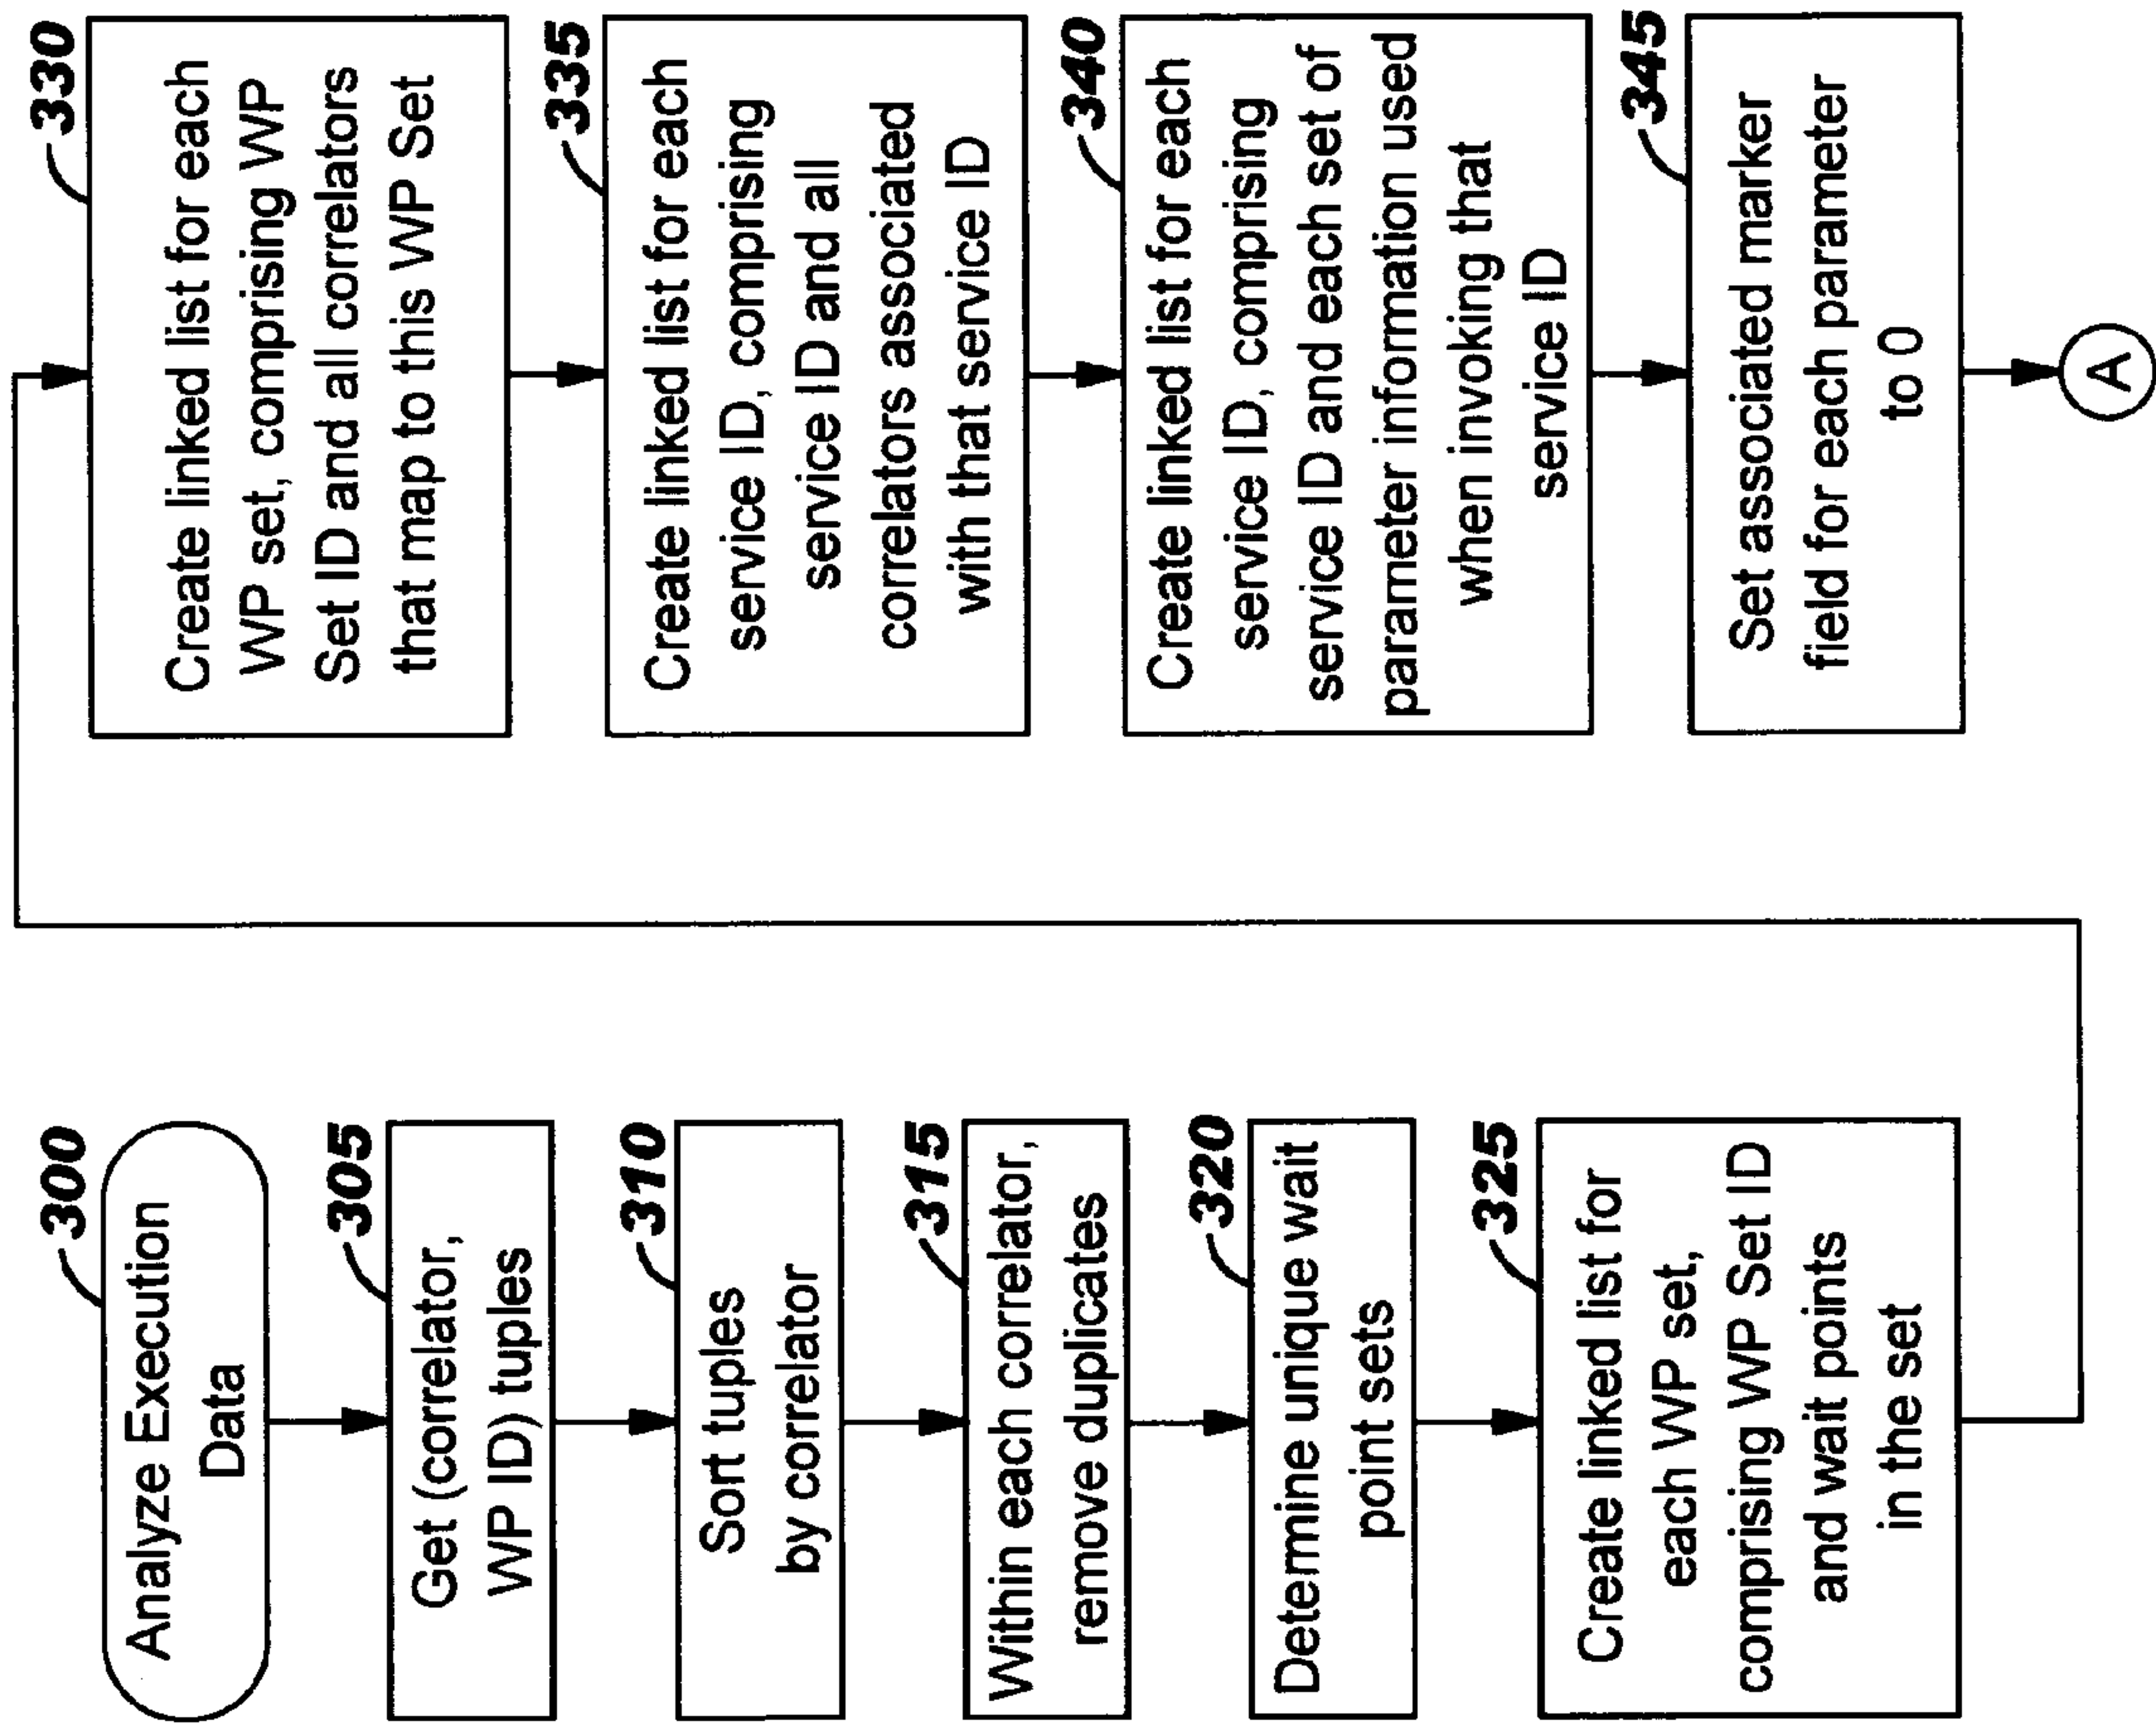 300
Analyze Execution
Data
305
Get (correlator,
WP ID) tuples
310
Sort tuples
by correlator
315
Within each correlator,
remove duplicates
320
Determine unique wait
point sets
325
Create linked list for
each WP set,
comprising WP Set ID
and wait points
in the set
330
Create linked list for each
WP set, comprising WP
Set ID and all correlators
that map to this WP Set
335
Create linked list for each
service ID, comprising
service ID and all
correlators associated
with that service ID
340
Create linked list for each
service ID, comprising
service ID and each set of
parameter information used
when invoking that
service ID
345
Set associated marker
field for each parameter
to 0
A